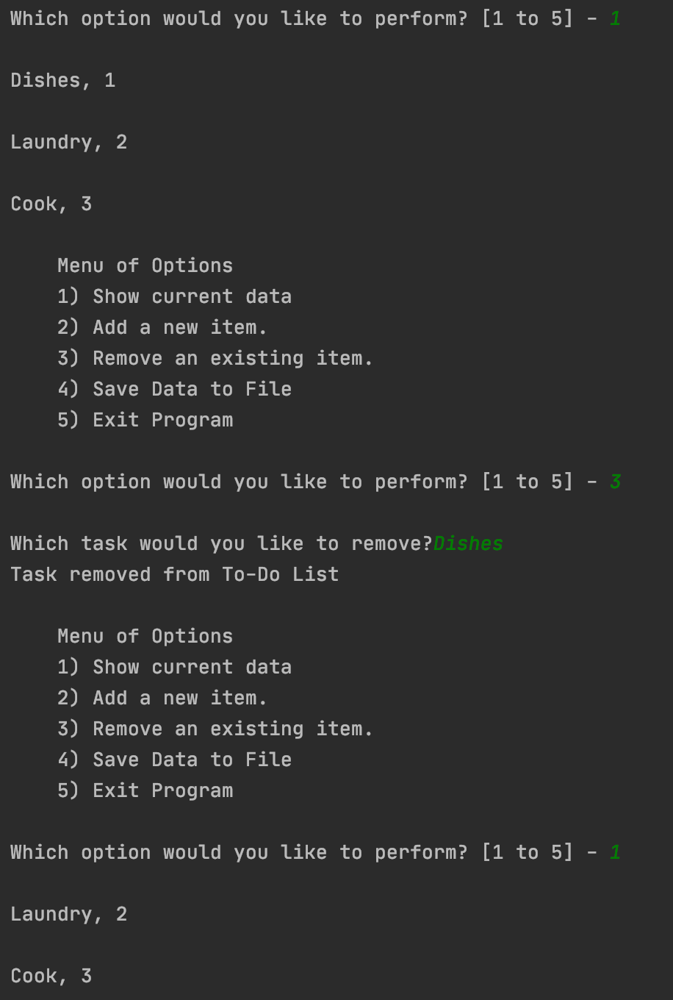 Which option would you like to perform? [1 to 5] - 1
Dishes, 1
Laundry, 2
Cook, 3
Menu of Options
1) Show current data
2) Add a new item.
3) Remove an existing item.
4) Save Data to File
5) Exit Program
Which option would you like to perform? [1 to 5] - 3
Which task would you like to remove?Dishes
Task removed from To-Do List
Menu of Options
1) Show current data
2) Add a new item.
3) Remove an existing item.
4) Save Data to File
5) Exit Program
Which option would you like to perform? [1 to 5] - 1
Laundry, 2
Cook, 3